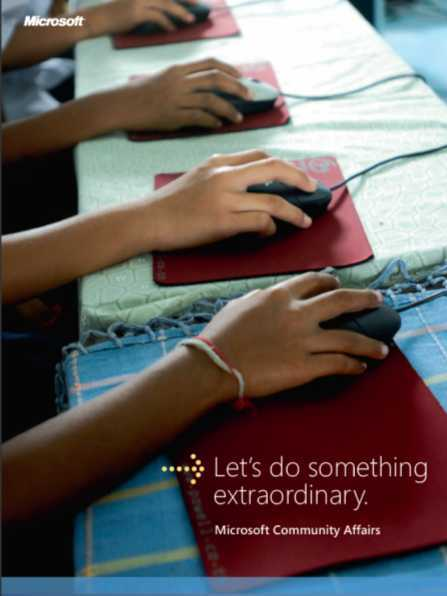 Microsoft
Let's do something
extraordinary.
Microsoft Community Affairs